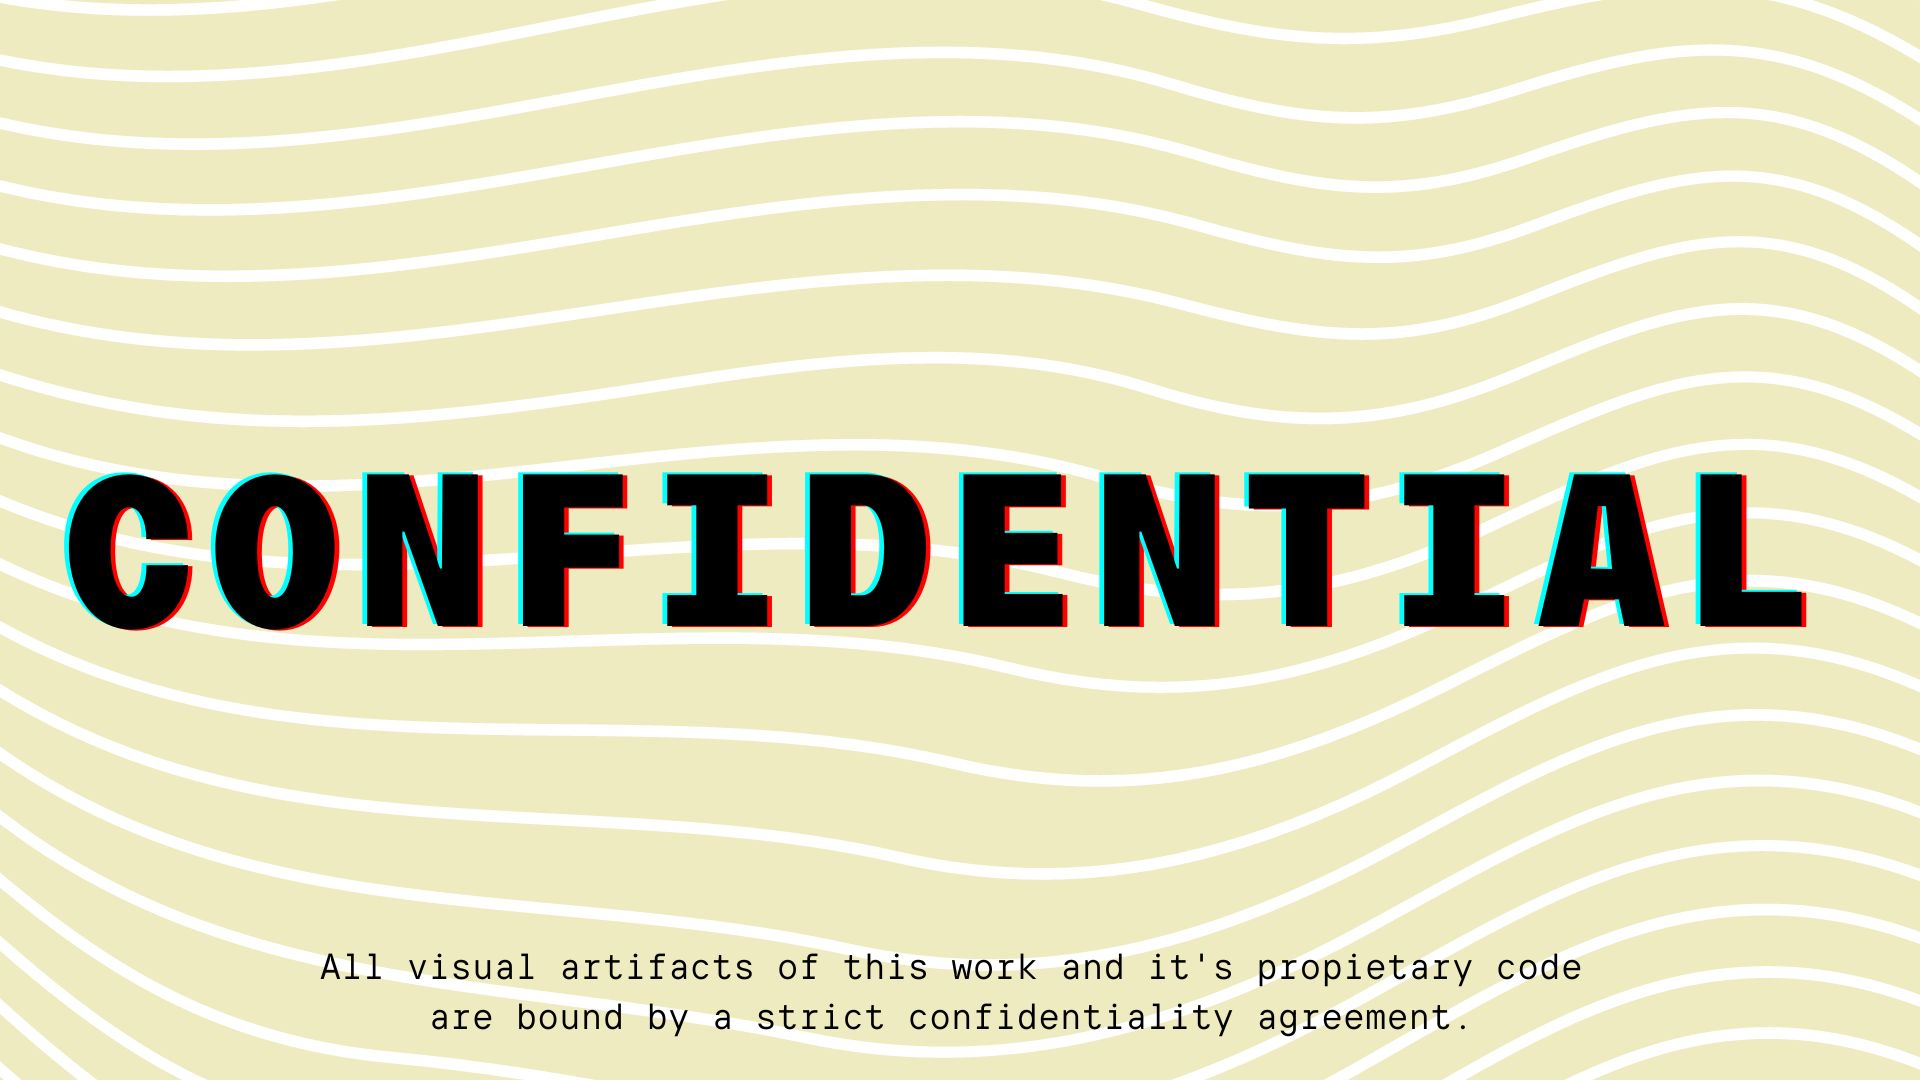 CONFIDENTIAL
All visual artifacts of this work and it's propietary code
are bound by a strict confidentiality agreement.